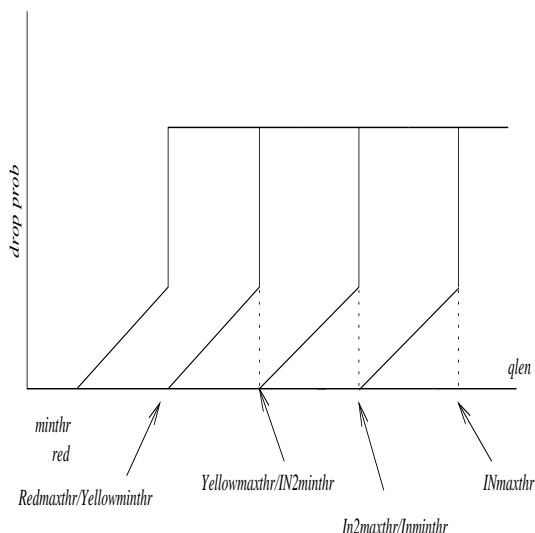 drop prob
qlen
minthr
red
Redmaxthr/Yellowminthr
Yellowmaxthr/IN2minthr
In2maxthr/Inminthr
INmaxthr